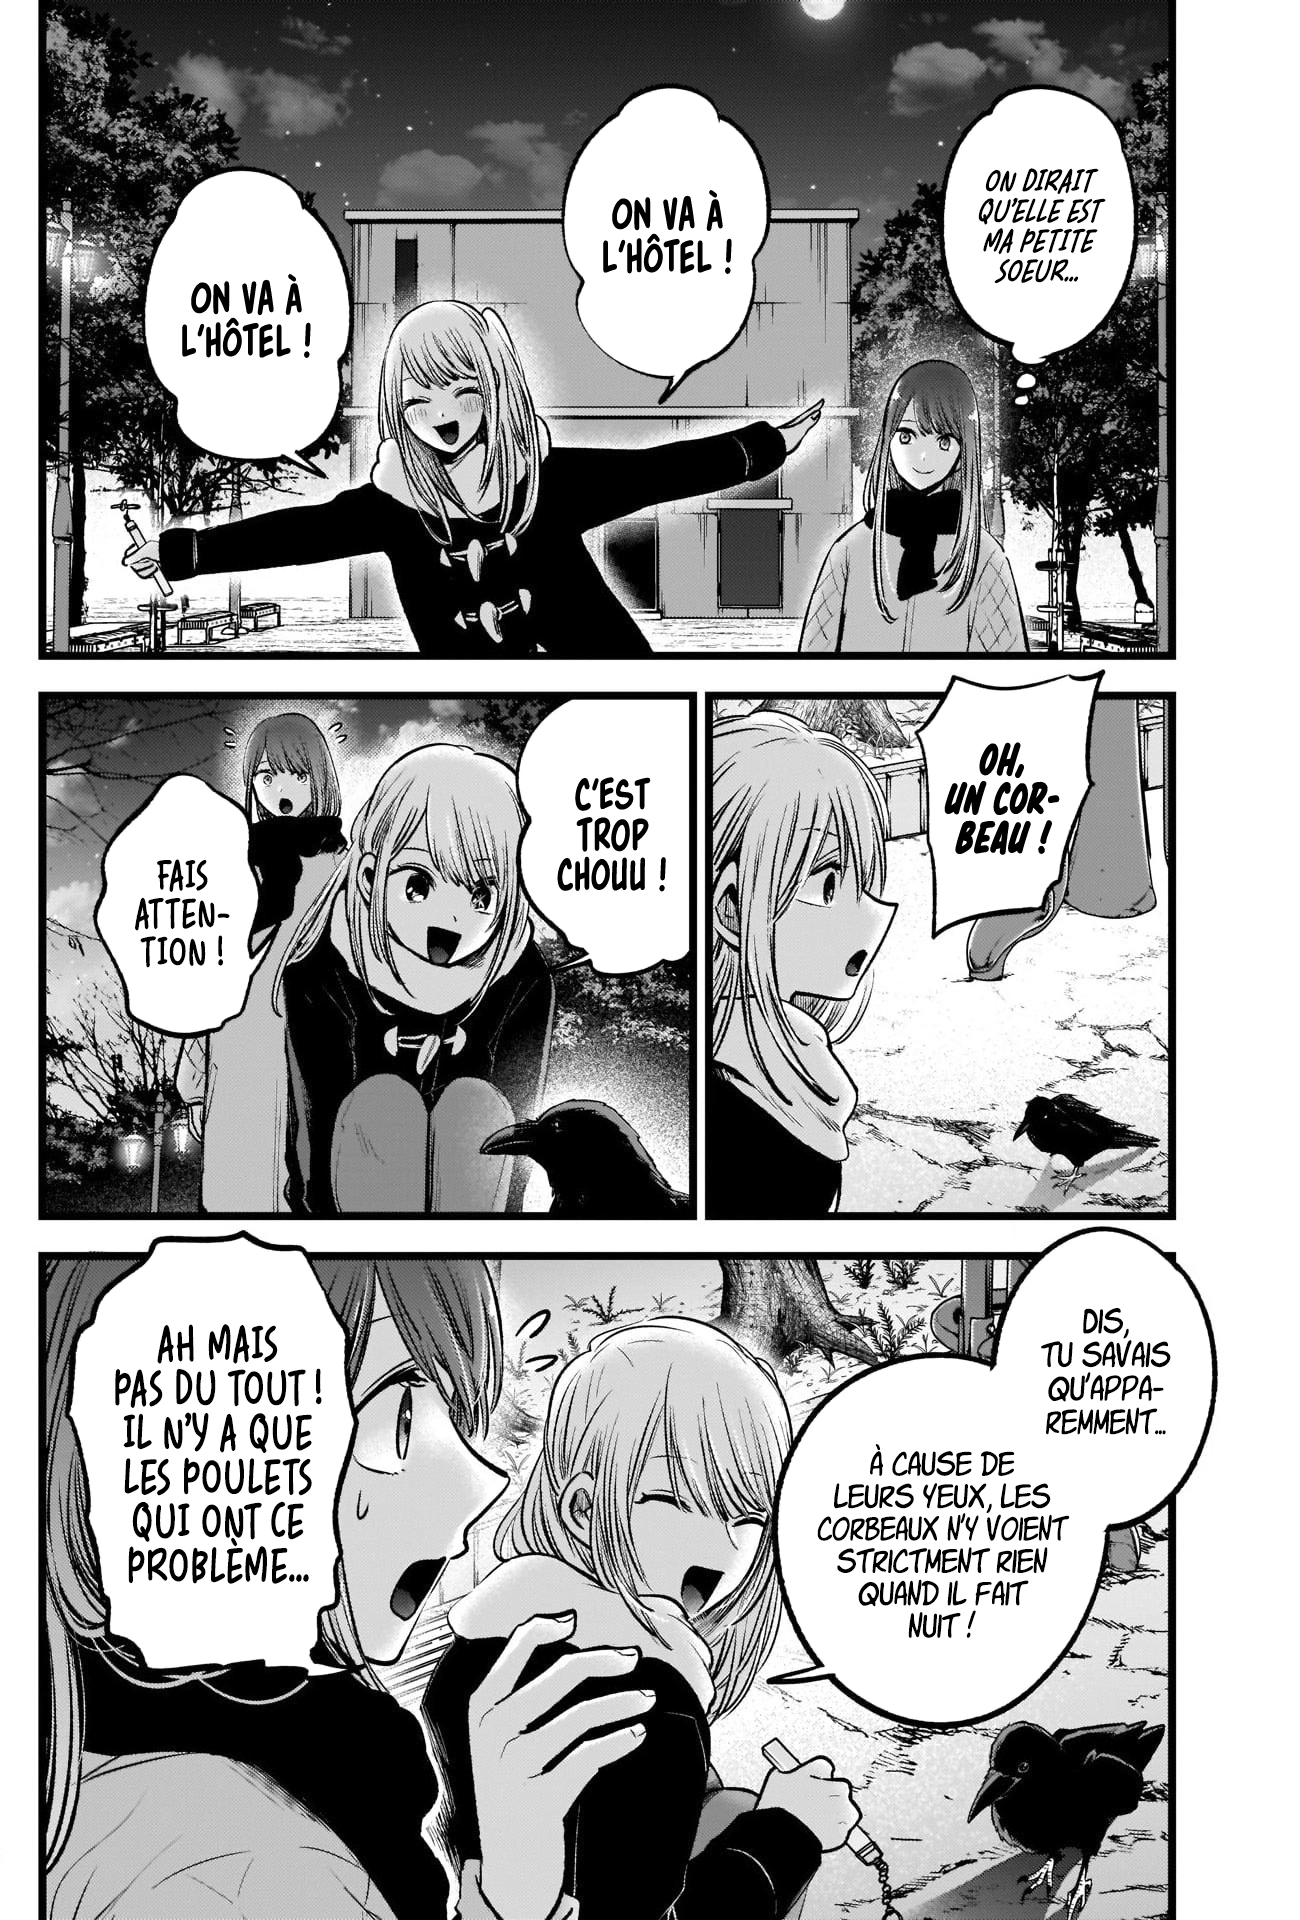 ON DIRAIT
QU'ELLE EST
MA PETITE
SOEUR...
ON VA À
L'HÔTEL !
ON VA À
L'HÔTEL !
OH,
UN COR-
BEAU !
C'EST
TROP
CHOUU !
FAIS
ATTEN-
TION !
DIS,
TU SAVAIS
QU'APPA-
REMMENT...
À CAUSE DE
LEURS YEUX, LES
CORBEAUX N'Y VOIENT
STRICTMENT RIEN
QUAND IL FAIT
NUIT !
AH MAIS
PAS DU TOUT !
IL N'Y A QUE
LES POULETS
QUI ONT CE
PROBLÈME...